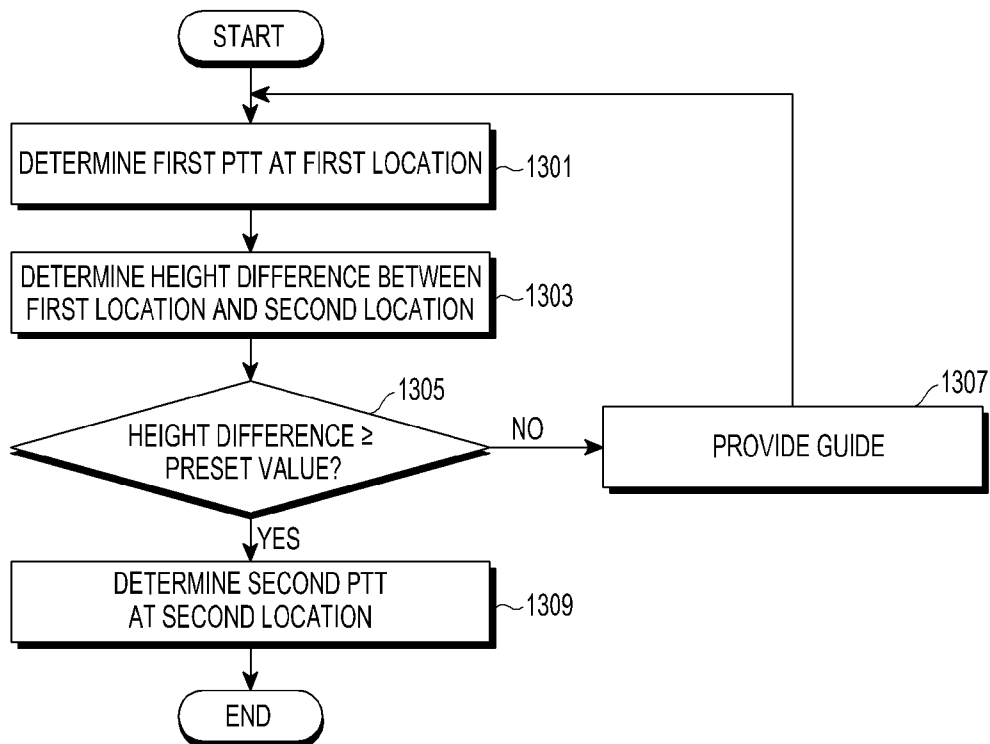 START
DETERMINE FIRST PTT AT FIRST LOCATION
1301
DETERMINE HEIGHT DIFFERENCE BETWEEN
FIRST LOCATION AND SECOND LOCATION
1303
1305
HEIGHT DIFFERENCE ≥
PRESET VALUE?
NO
1307
PROVIDE GUIDE
YES
DETERMINE SECOND PTT
AT SECOND LOCATION
1309
END